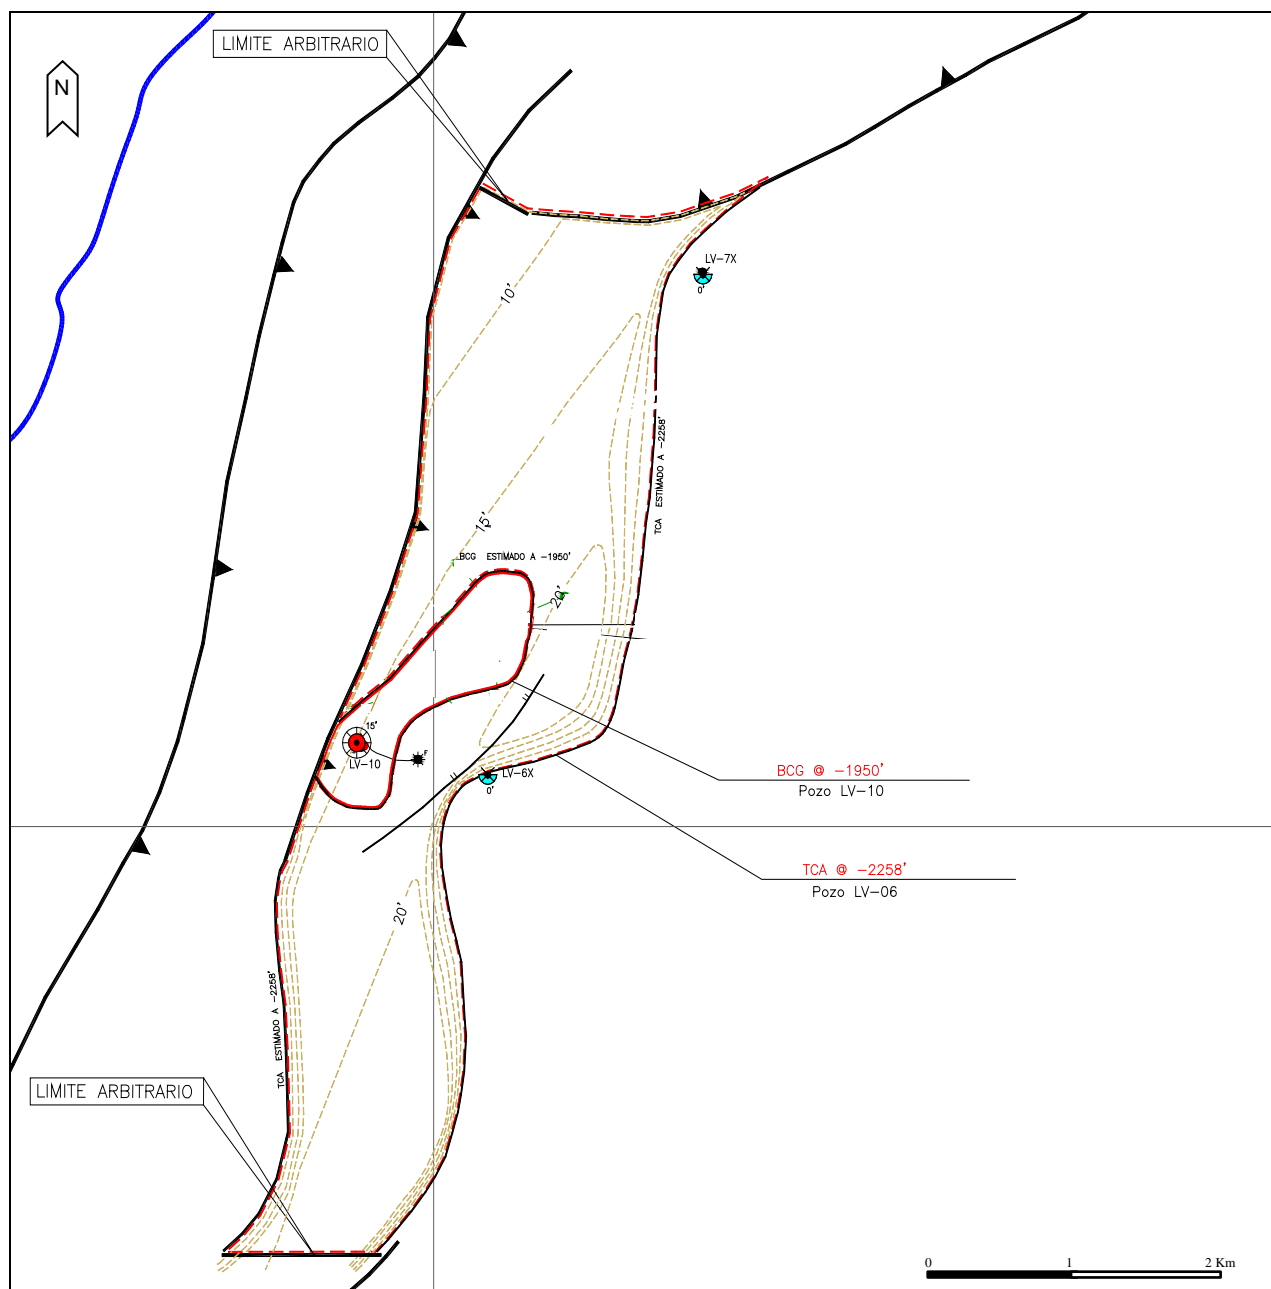 LIMITE ARBITRARIO
N
LV-7X
0'
10'
TCA ESTIMADO A -2258'
15'
BCG ESTIMADO A -1950'
20'
15'
LV-10
F
LV-6X
0'
BCG @ -1950'
Pozo LV-10
TCA @ -2258'
Pozo LV-06
20'
TCA ESTIMADO A -2258'
LIMITE ARBITRARIO
0 1 2 Km